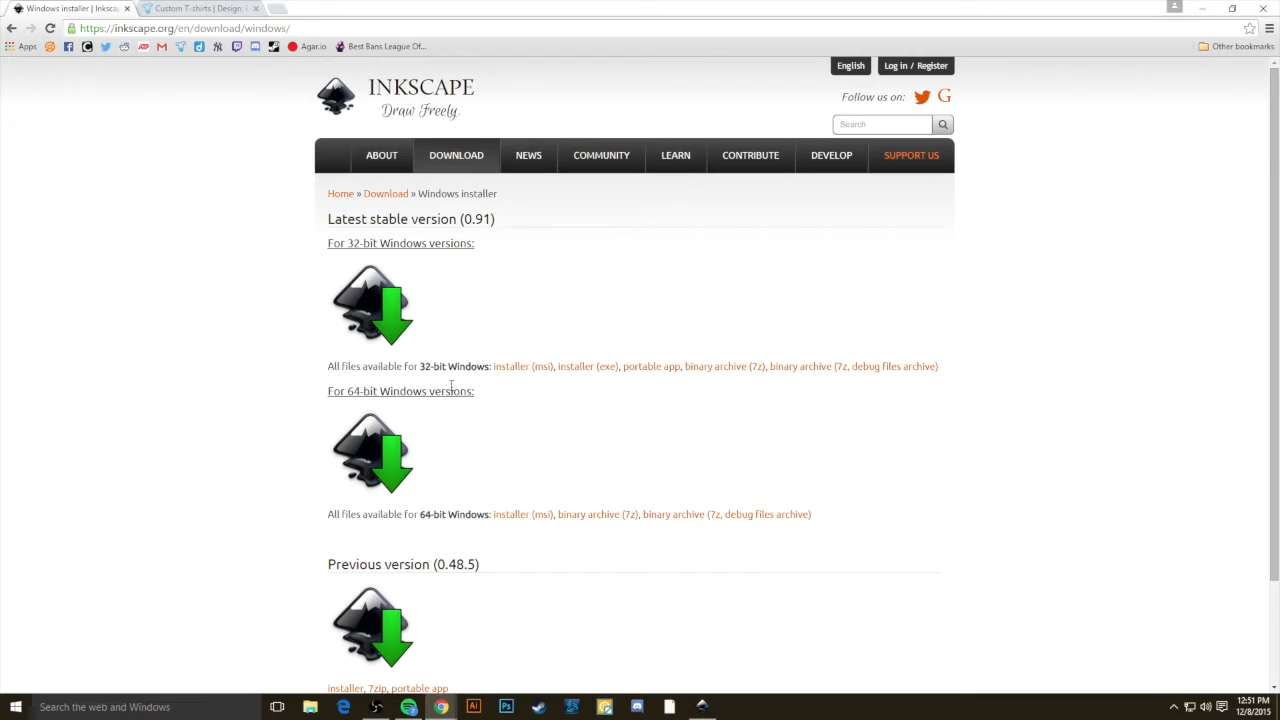 Windows installer | Inksca
Custom T-shirts | Design, i
https://inkscape.org/en/download/windows/
Apps
Agar.io
Best Bans League Of...
Other bookmarks
English
Log in / Register
INKSCAPE
Draw Freely.
Follow us on:
G
Search
ABOUT
DOWNLOAD
NEWS
COMMUNITY
LEARN
CONTRIBUTE
DEVELOP
SUPPORT US
Home » Download » Windows installer
Latest stable version (0.91)
For 32-bit Windows versions:
All files available for 32-bit Windows: installer (msi), installer (exe), portable app, binary archive (7z), binary archive (7z, debug files archive)
For 64-bit Windows versions:
All files available for 64-bit Windows: installer (msi), binary archive (7z), binary archive (7z, debug files archive)
Previous version (0.48.5)
installer, 7zip, portable app
Search the web and Windows
Ai
Ps
12:51 PM
12/8/2015